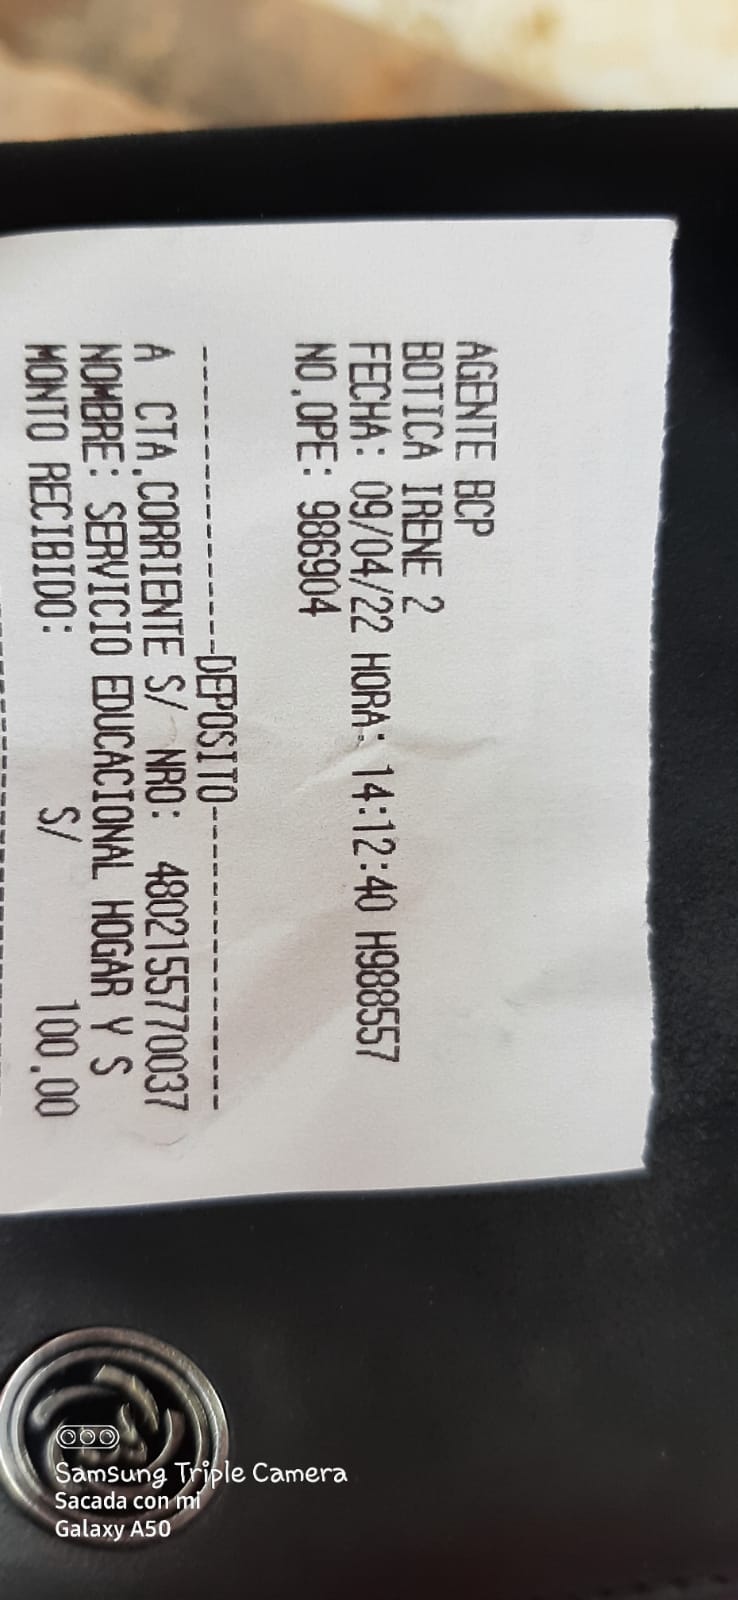 AGENTE BCP
BOTICA IRENE 2
FECHA: 09/04/22 HORA: 14:12:40 H988557
NO.OPE: 986904
--------------------DEPOSITO--------------------
A CTA.CORRIENTE S/ NRO: 4802155770037
NOMBRE: SERVICIO EDUCACIONAL HOGAR Y S
MONTO RECIBIDO: S/ 100.00
Samsung Triple Camera
Sacada con mi
Galaxy A50